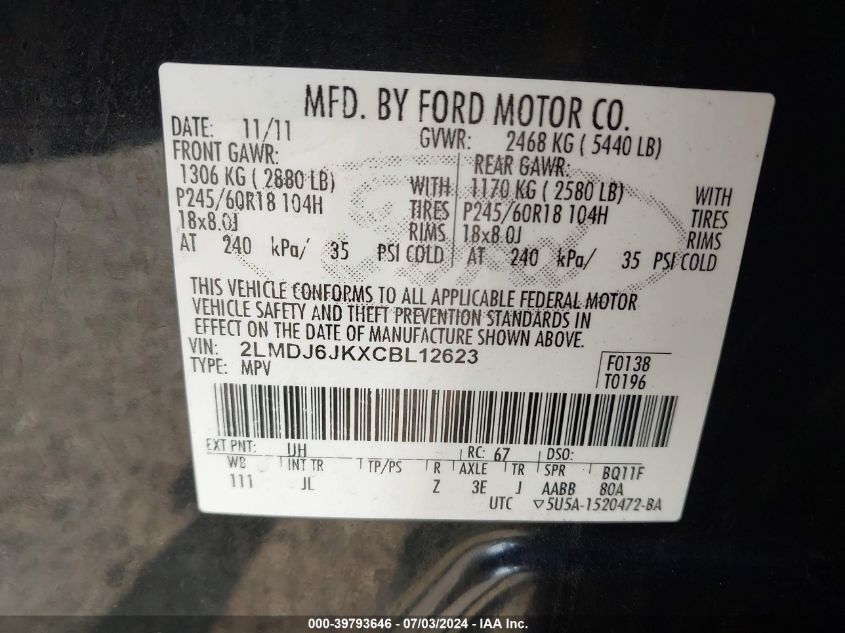 MFD. BY FORD MOTOR CO.
DATE: 11/11 GVWR: 2468 KG ( 5440 LB)
FRONT GAWR: REAR GAWR:
1306 KG ( 2880 LB) WITH 1170 KG ( 2580 LB) WITH
P245/60R18 104H TIRES P245/60R18 104H TIRES
18x8.0J RIMS 18x8.0J RIMS
AT 240 kPa/ 35 PSI COLD AT 240 kPa/ 35 PSI COLD
THIS VEHICLE CONFORMS TO ALL APPLICABLE FEDERAL MOTOR
VEHICLE SAFETY AND THEFT PREVENTION STANDARDS IN
EFFECT ON THE DATE OF MANUFACTURE SHOWN ABOVE.
VIN: 2LMDJ6JKXCBL12623 F0138
TYPE: MPV T0196
EXT PNT: UH RC: 67 DSO:
WB INT TR TP/PS R AXLE TR SPR BQ11F
111 JL Z 3E J AABB 80A
UTC ▽5U5A-1520472-BA
000-39793646 / 07/03/2024 - IAA Inc.